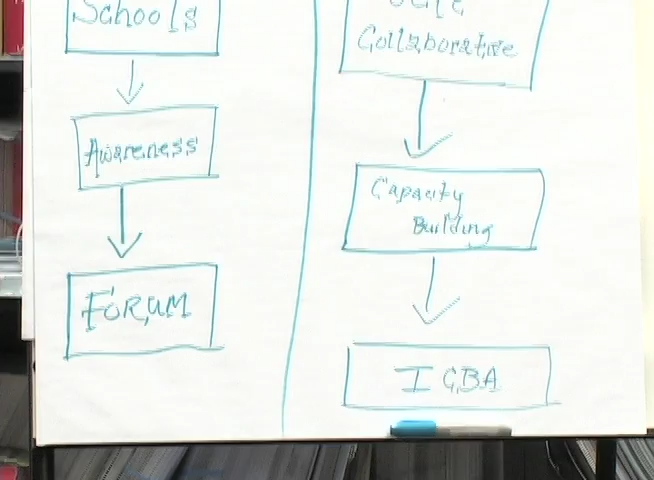 Schools
Awareness
FORUM
Collaborative
Capacity
Building
ICBA